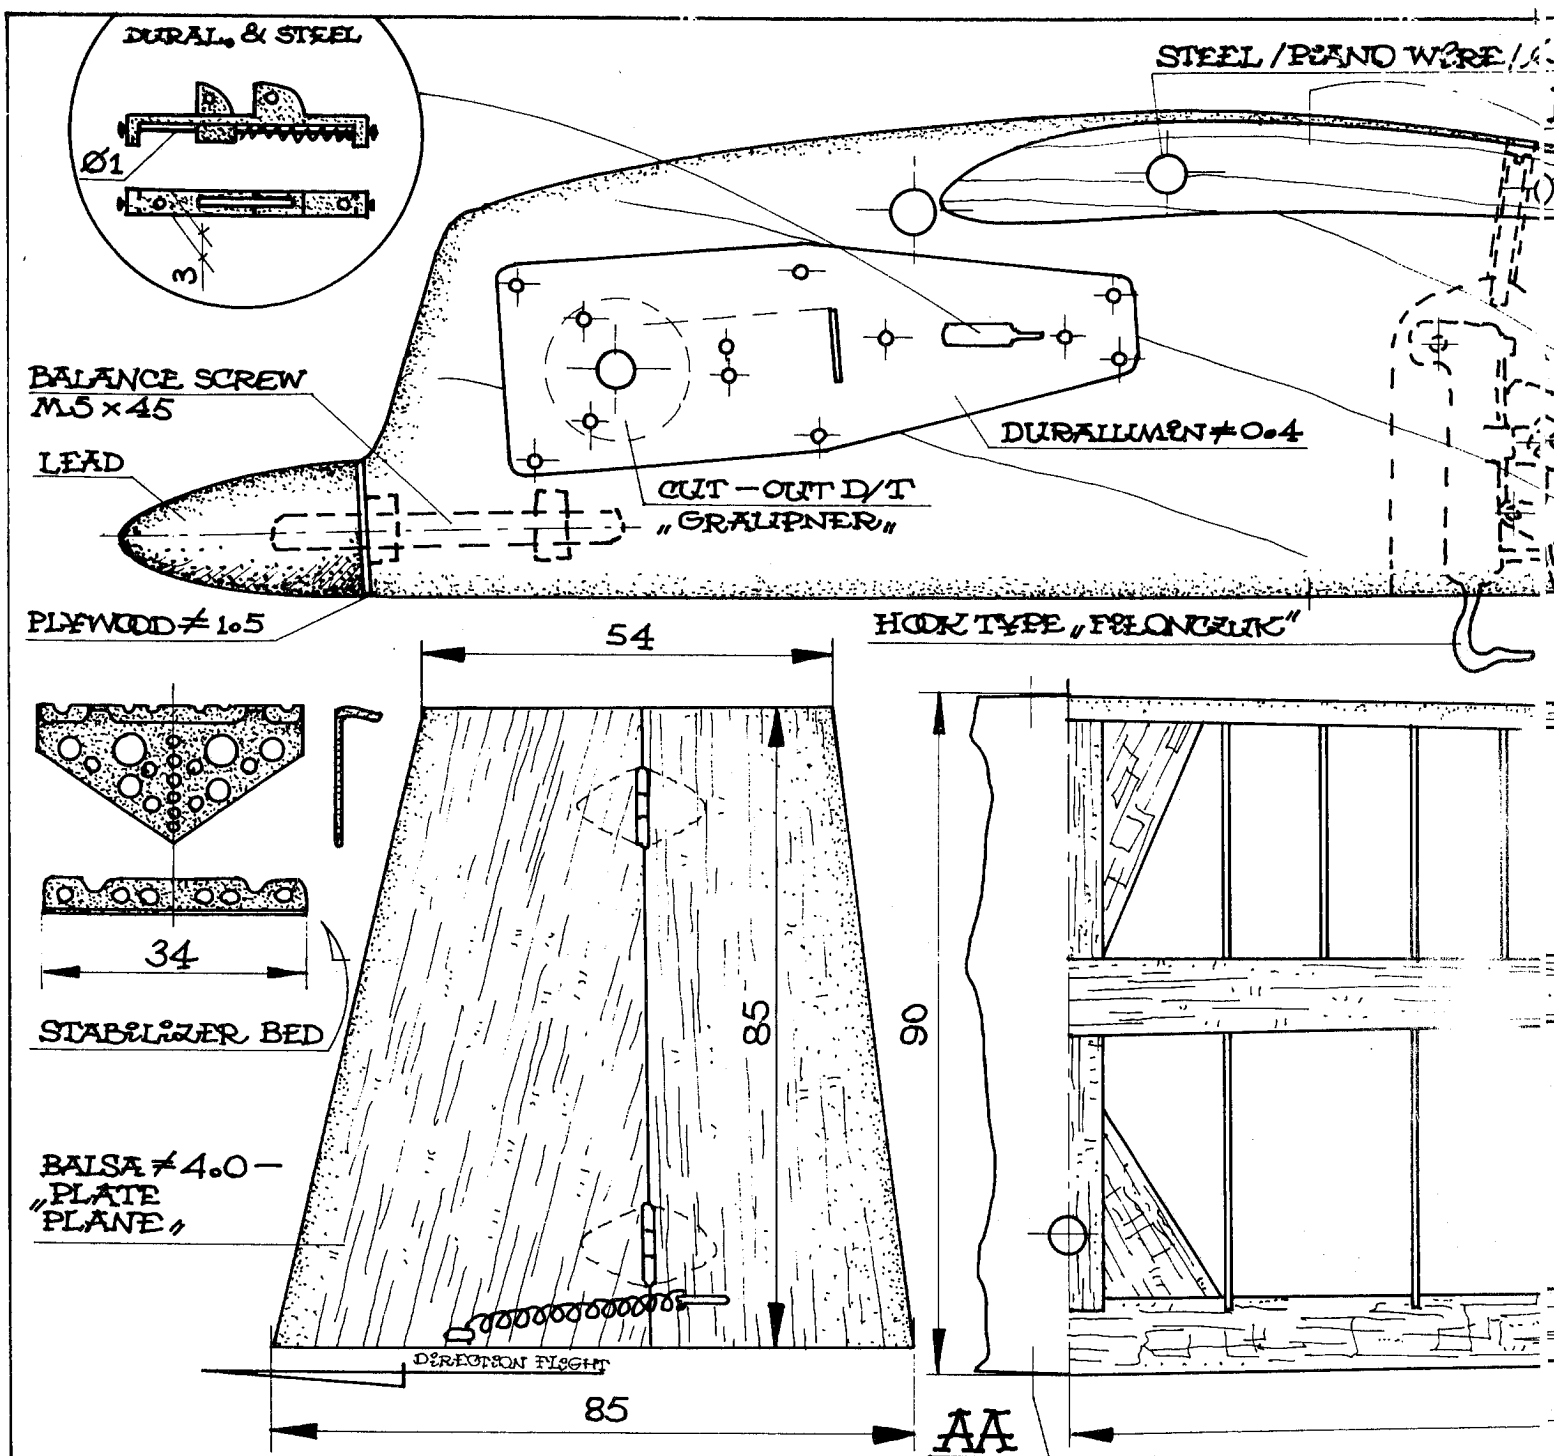 DURAL. & STEEL
STEEL /PIANO WIRE/
Ø1
3
BALANCE SCREW
M5 × 45
LEAD
DURALUMIN ≠ 0.4
CUT - OUT D/T
„GRAUPNER„
PLYWOOD ≠ 1.5
HOOK TYPE „FILONCZUK"
54
34
85
90
STABILIZER BED
BALSA ≠ 4.0 –
„PLATE
PLANE„
DIRECTION FLIGHT
85
AA